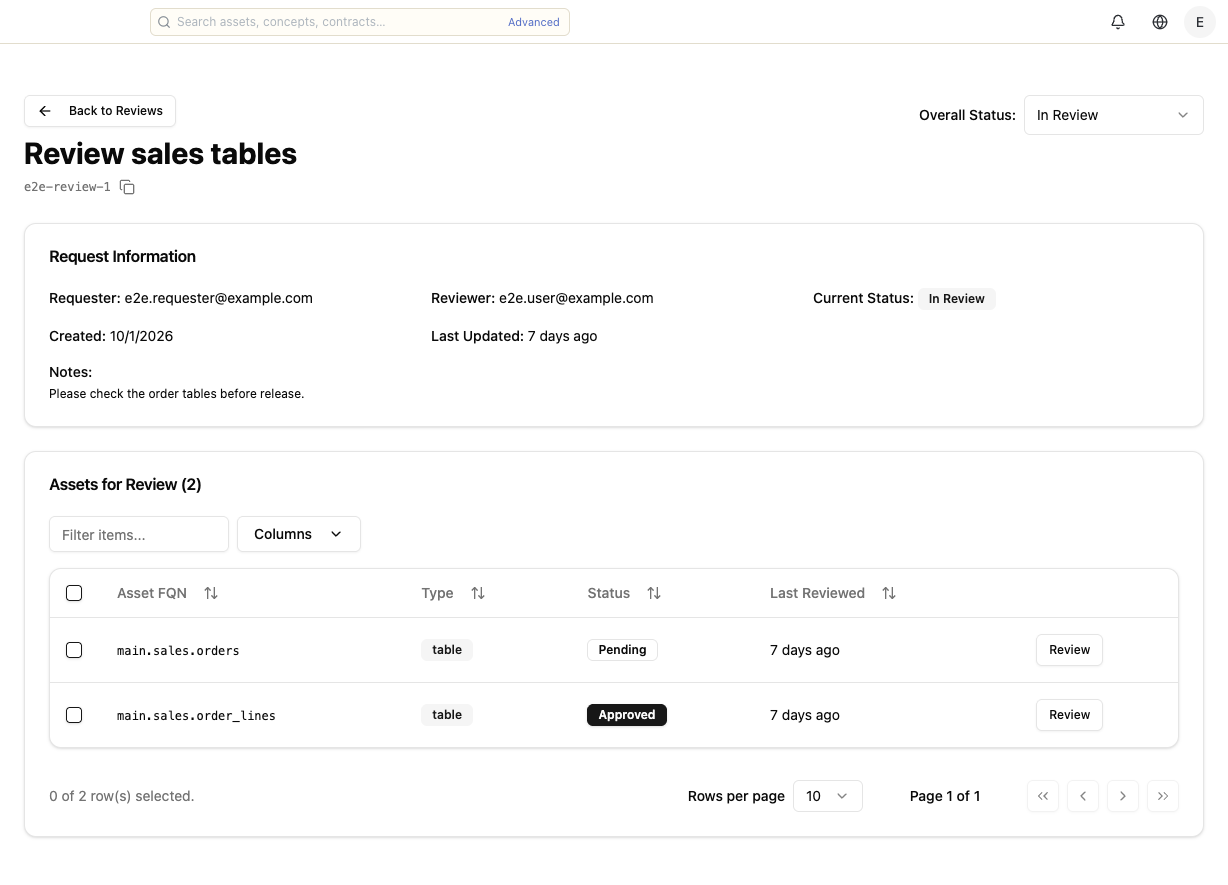 Search assets, concepts, contracts... Advanced
E
Back to Reviews
Overall Status: In Review
Review sales tables
e2e-review-1
Request Information
Requester: e2e.requester@example.com Reviewer: e2e.user@example.com Current Status: In Review
Created: 10/1/2026 Last Updated: 7 days ago
Notes:
Please check the order tables before release.
Assets for Review (2)
Filter items... Columns
Asset FQN Type Status Last Reviewed
main.sales.orders table Pending 7 days ago Review
main.sales.order_lines table Approved 7 days ago Review
0 of 2 row(s) selected. Rows per page 10 Page 1 of 1